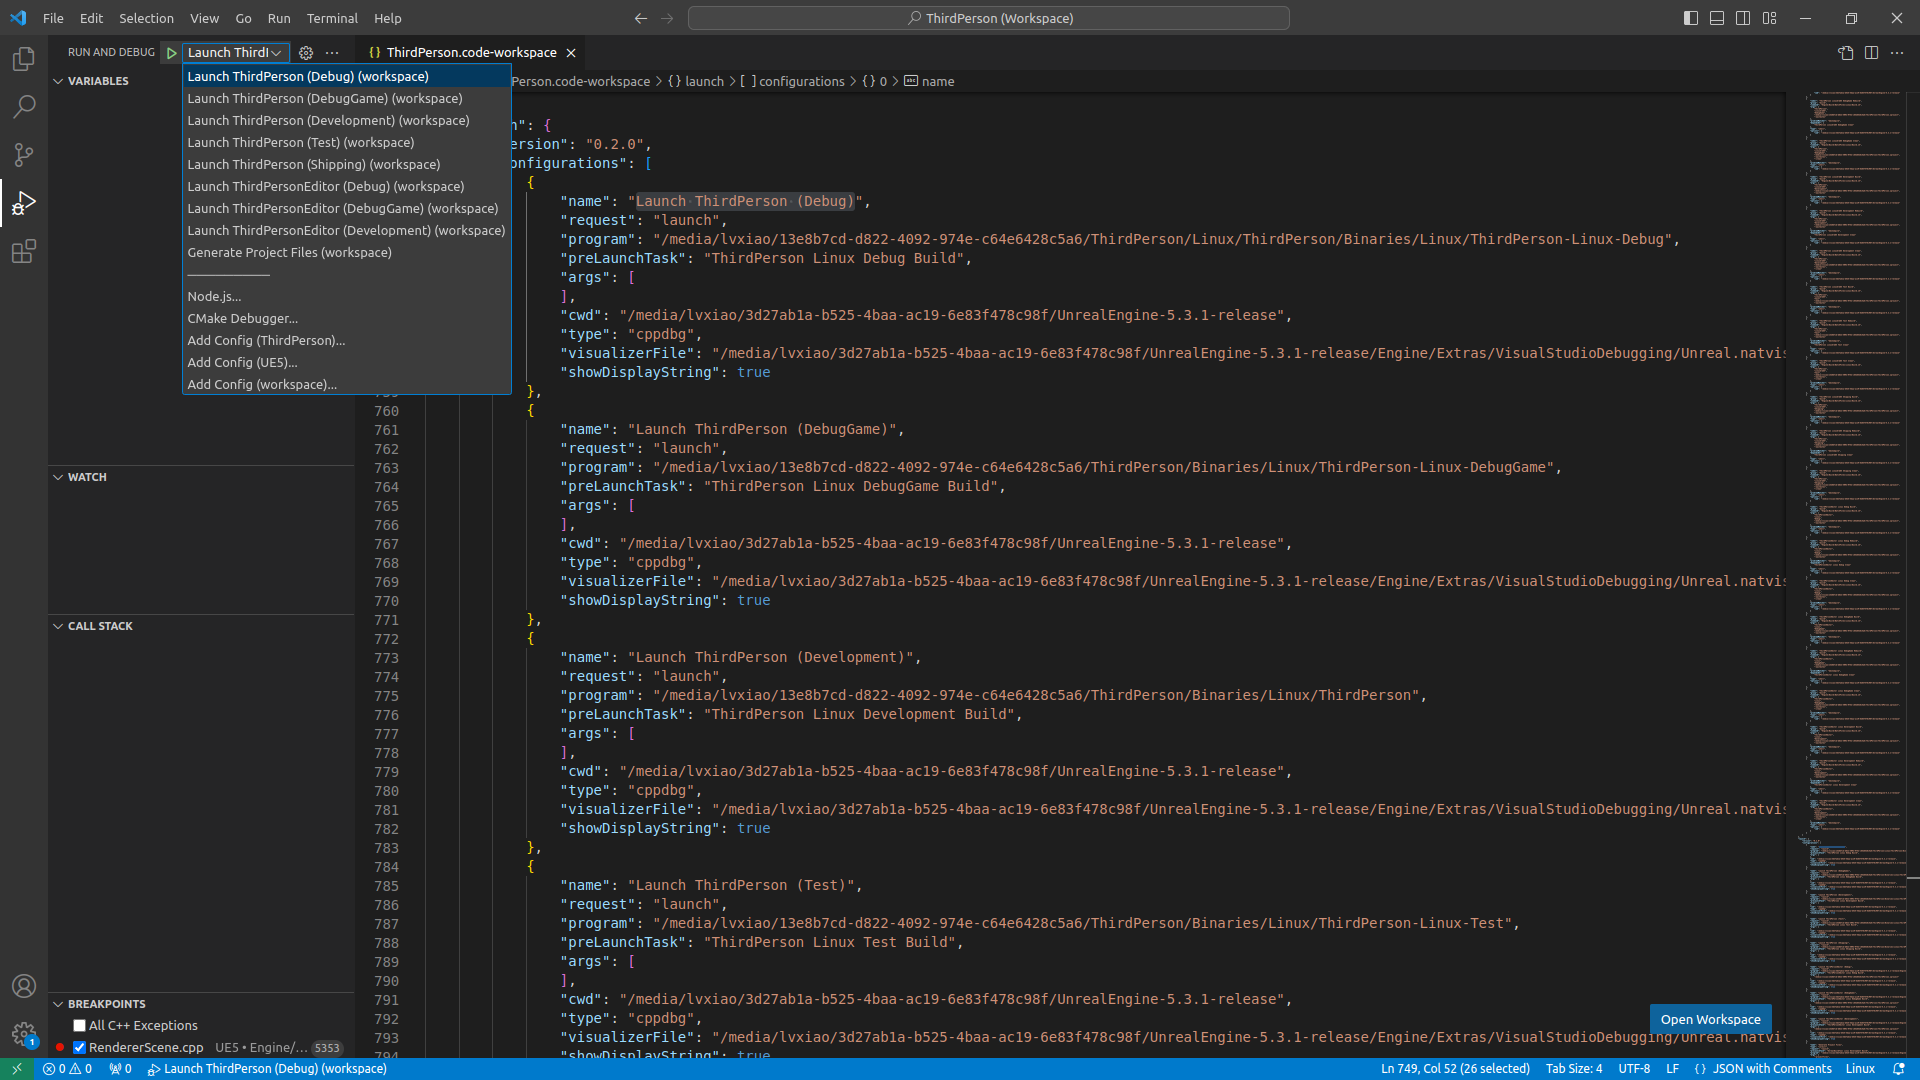 File Edit Selection View Go Run Terminal Help
ThirdPerson (Workspace)
RUN AND DEBUG
Launch ThirdI
{} ThirdPerson.code-workspace
VARIABLES
Launch ThirdPerson (Debug) (workspace)
Launch ThirdPerson (DebugGame) (workspace)
Launch ThirdPerson (Development) (workspace)
Launch ThirdPerson (Test) (workspace)
Launch ThirdPerson (Shipping) (workspace)
Launch ThirdPersonEditor (Debug) (workspace)
Launch ThirdPersonEditor (DebugGame) (workspace)
Launch ThirdPersonEditor (Development) (workspace)
Generate Project Files (workspace)
Node.js...
CMake Debugger...
Add Config (ThirdPerson)...
Add Config (UE5)...
Add Config (workspace)...
WATCH
CALL STACK
BREAKPOINTS
All C++ Exceptions
RendererScene.cpp UE5 • Engine/... 5353
Person.code-workspace > {} launch > [ ] configurations > {} 0 > abc name
n": {
ersion": "0.2.0",
onfigurations": [
{
"name": "Launch ThirdPerson (Debug)",
"request": "launch",
"program": "/media/lvxiao/13e8b7cd-d822-4092-974e-c64e6428c5a6/ThirdPerson/Linux/ThirdPerson/Binaries/Linux/ThirdPerson-Linux-Debug",
"preLaunchTask": "ThirdPerson Linux Debug Build",
"args": [
],
"cwd": "/media/lvxiao/3d27ab1a-b525-4baa-ac19-6e83f478c98f/UnrealEngine-5.3.1-release",
"type": "cppdbg",
"visualizerFile": "/media/lvxiao/3d27ab1a-b525-4baa-ac19-6e83f478c98f/UnrealEngine-5.3.1-release/Engine/Extras/VisualStudioDebugging/Unreal.natvis
"showDisplayString": true
},
760 {
761 "name": "Launch ThirdPerson (DebugGame)",
762 "request": "launch",
763 "program": "/media/lvxiao/13e8b7cd-d822-4092-974e-c64e6428c5a6/ThirdPerson/Binaries/Linux/ThirdPerson-Linux-DebugGame",
764 "preLaunchTask": "ThirdPerson Linux DebugGame Build",
765 "args": [
766 ],
767 "cwd": "/media/lvxiao/3d27ab1a-b525-4baa-ac19-6e83f478c98f/UnrealEngine-5.3.1-release",
768 "type": "cppdbg",
769 "visualizerFile": "/media/lvxiao/3d27ab1a-b525-4baa-ac19-6e83f478c98f/UnrealEngine-5.3.1-release/Engine/Extras/VisualStudioDebugging/Unreal.natvis
770 "showDisplayString": true
771 },
772 {
773 "name": "Launch ThirdPerson (Development)",
774 "request": "launch",
775 "program": "/media/lvxiao/13e8b7cd-d822-4092-974e-c64e6428c5a6/ThirdPerson/Binaries/Linux/ThirdPerson",
776 "preLaunchTask": "ThirdPerson Linux Development Build",
777 "args": [
778 ],
779 "cwd": "/media/lvxiao/3d27ab1a-b525-4baa-ac19-6e83f478c98f/UnrealEngine-5.3.1-release",
780 "type": "cppdbg",
781 "visualizerFile": "/media/lvxiao/3d27ab1a-b525-4baa-ac19-6e83f478c98f/UnrealEngine-5.3.1-release/Engine/Extras/VisualStudioDebugging/Unreal.natvis
782 "showDisplayString": true
783 },
784 {
785 "name": "Launch ThirdPerson (Test)",
786 "request": "launch",
787 "program": "/media/lvxiao/13e8b7cd-d822-4092-974e-c64e6428c5a6/ThirdPerson/Binaries/Linux/ThirdPerson-Linux-Test",
788 "preLaunchTask": "ThirdPerson Linux Test Build",
789 "args": [
790 ],
791 "cwd": "/media/lvxiao/3d27ab1a-b525-4baa-ac19-6e83f478c98f/UnrealEngine-5.3.1-release",
792 "type": "cppdbg",
793 "visualizerFile": "/media/lvxiao/3d27ab1a-b525-4baa-ac19-6e83f478c98f/UnrealEngine-5.3.1-release/Engine/Extras/VisualStudioDebugging/Unreal.natvis
794 "showDisplayString": true
Open Workspace
1
0 0 0 Launch ThirdPerson (Debug) (workspace)
Ln 749, Col 52 (26 selected) Tab Size: 4 UTF-8 LF {} JSON with Comments Linux